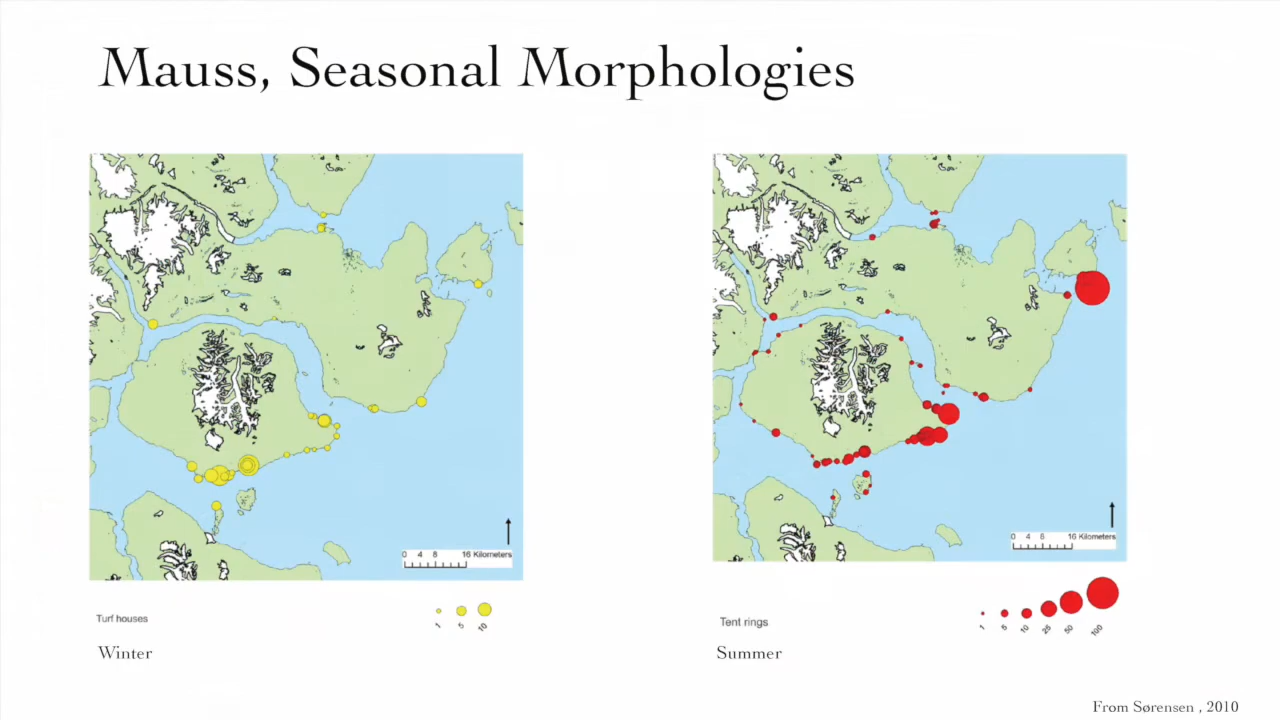 Mauss, Seasonal Morphologies
0 4 8 16 Kilometers
0 4 8 16 Kilometers
Turf houses
1 5 10
Tent rings
1 5 10 25 50 100
Winter
Summer
From Sørensen , 2010